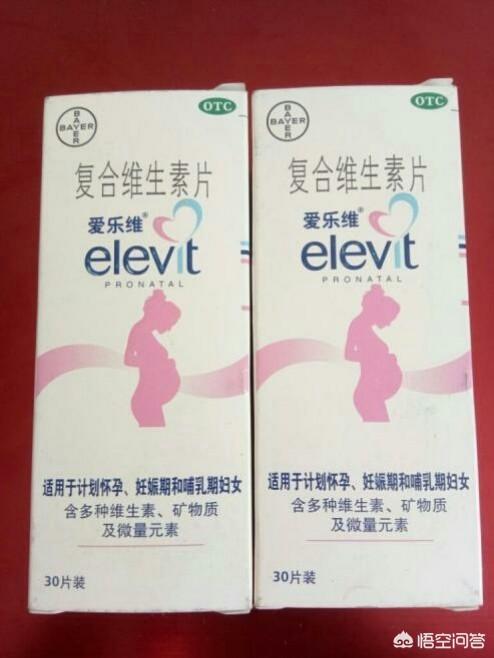 BAYER
BAYER
OTC
复合维生素片
爱乐维®
elevit
PRONATAL
适用于计划怀孕、妊娠期和哺乳期妇女
含多种维生素、矿物质
及微量元素
30片装
BAYER
BAYER
OTC
复合维生素片
爱乐维®
elevit
PRONATAL
适用于计划怀孕、妊娠期和哺乳期妇女
含多种维生素、矿物质
及微量元素
30片装
悟空问答